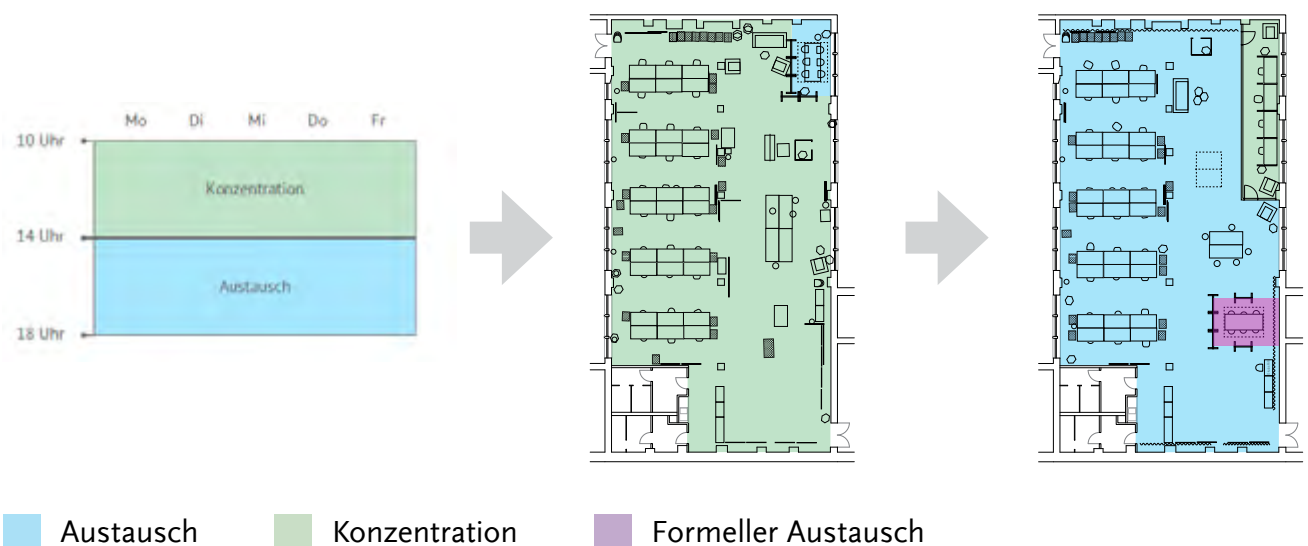 Mo Di Mi Do Fr
10 Uhr
Konzentration
14 Uhr
Austausch
18 Uhr
Austausch Konzentration Formeller Austausch